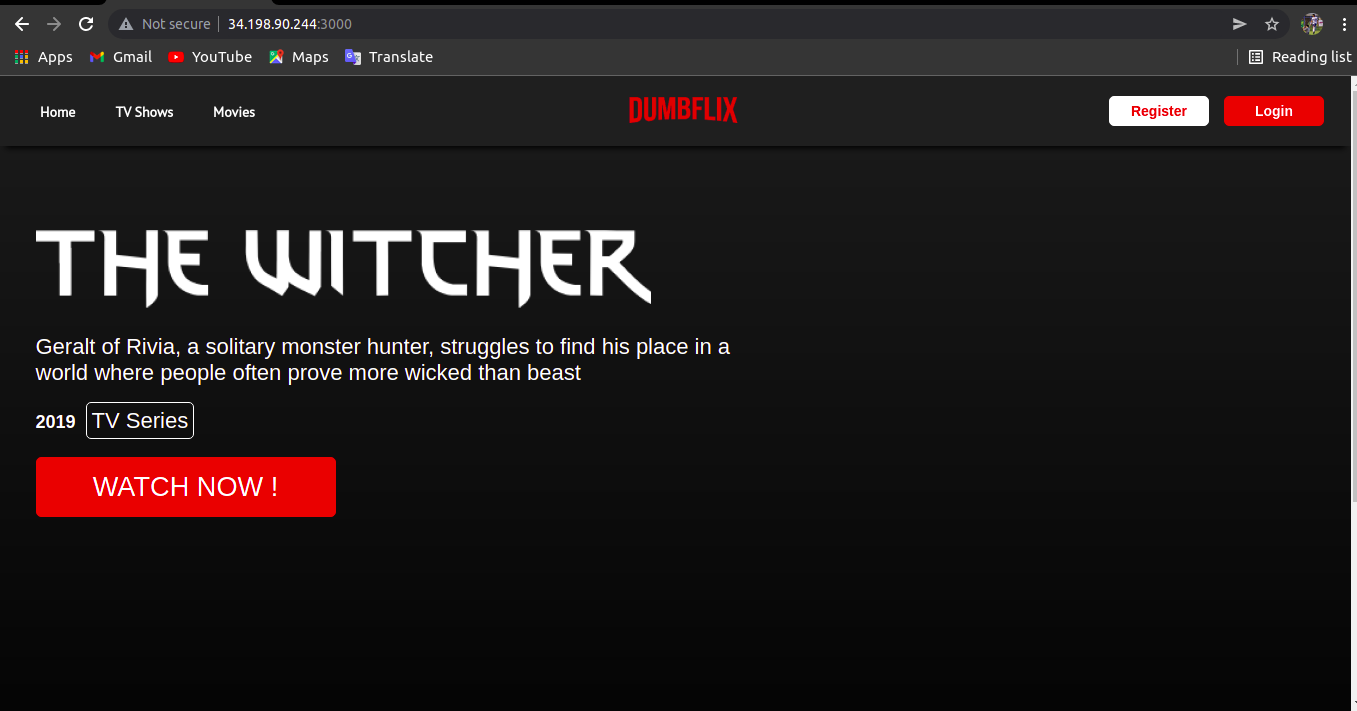 Not secure 34.198.90.244:3000
Apps Gmail YouTube Maps Translate Reading list
Home TV Shows Movies DUMBFLIX Register Login
THE WITCHER
Geralt of Rivia, a solitary monster hunter, struggles to find his place in a
world where people often prove more wicked than beast
2019 TV Series
WATCH NOW !